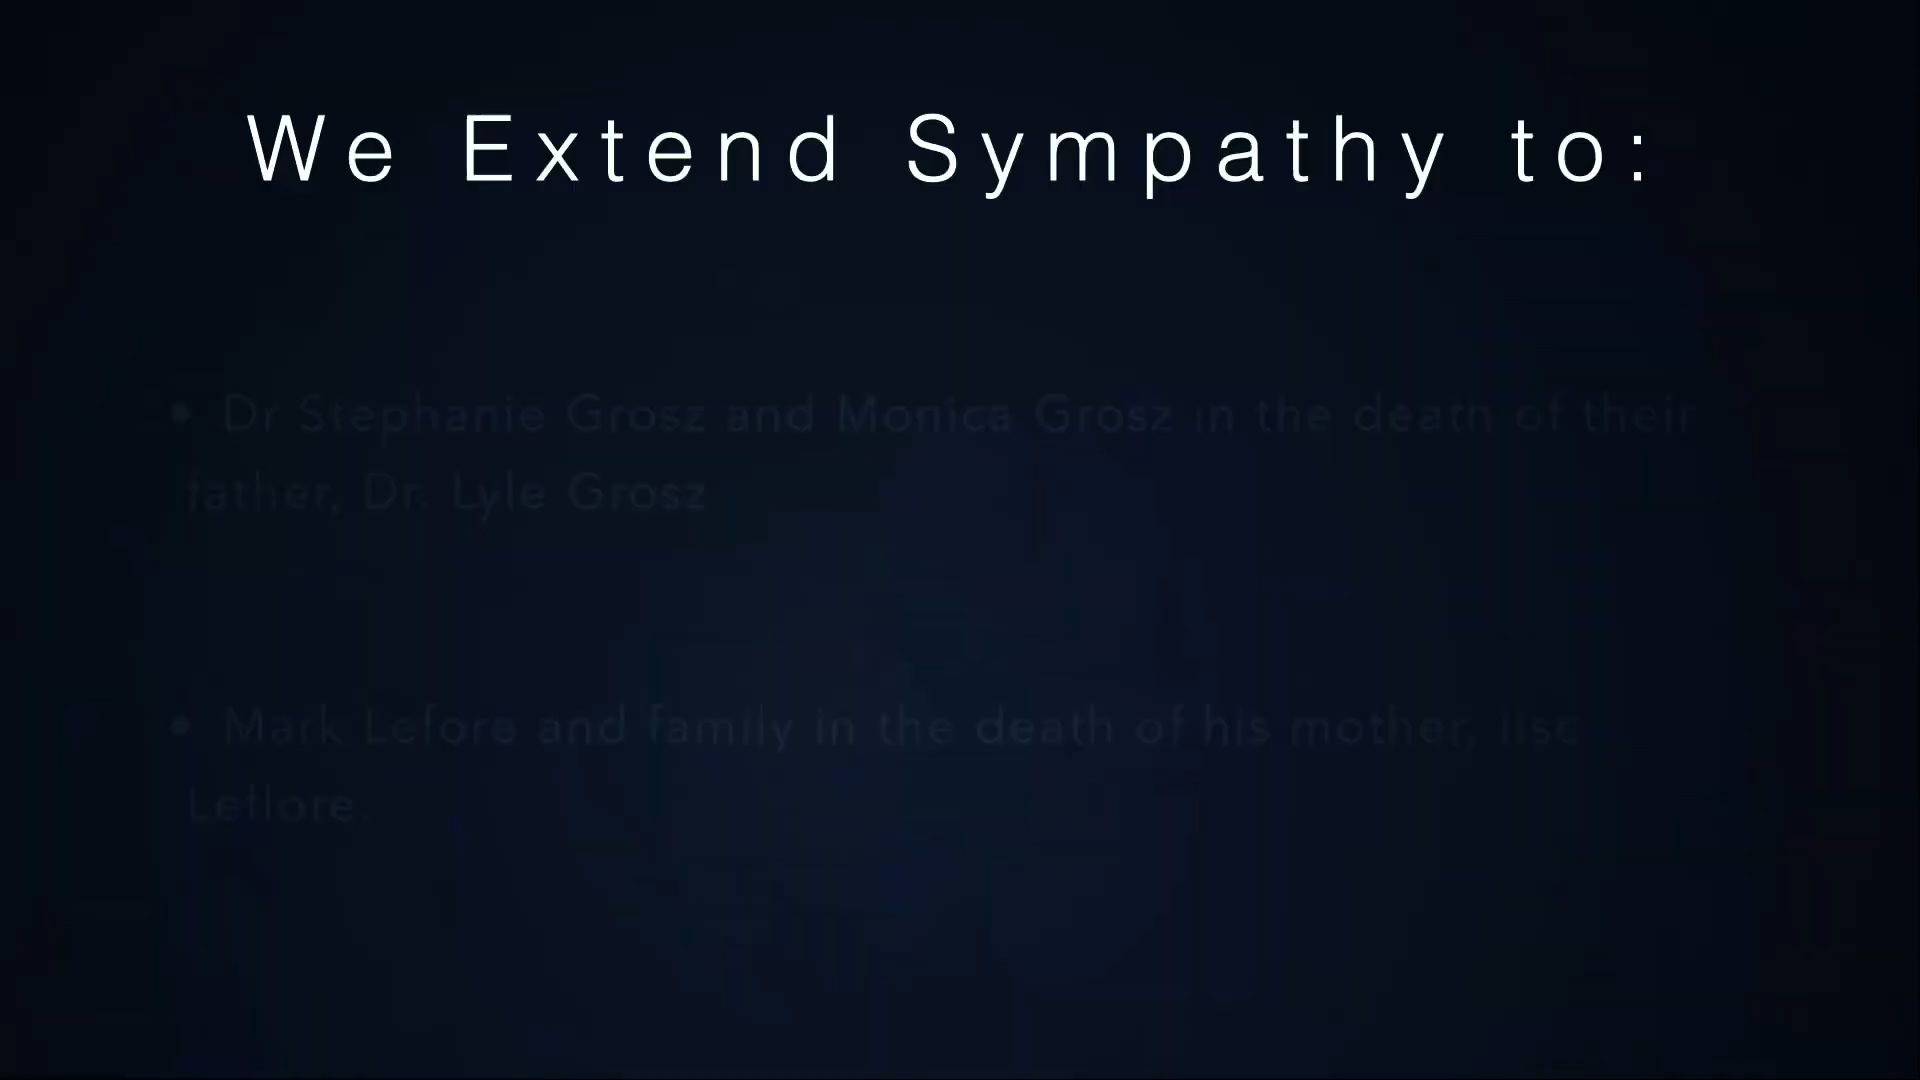 We Extend Sympathy to:
• Dr Stephanie Grosz and Monica Grosz in the death of their
father, Dr. Lyle Grosz
• Mark Lefore and family in the death of his mother, Ilse
Leflore.